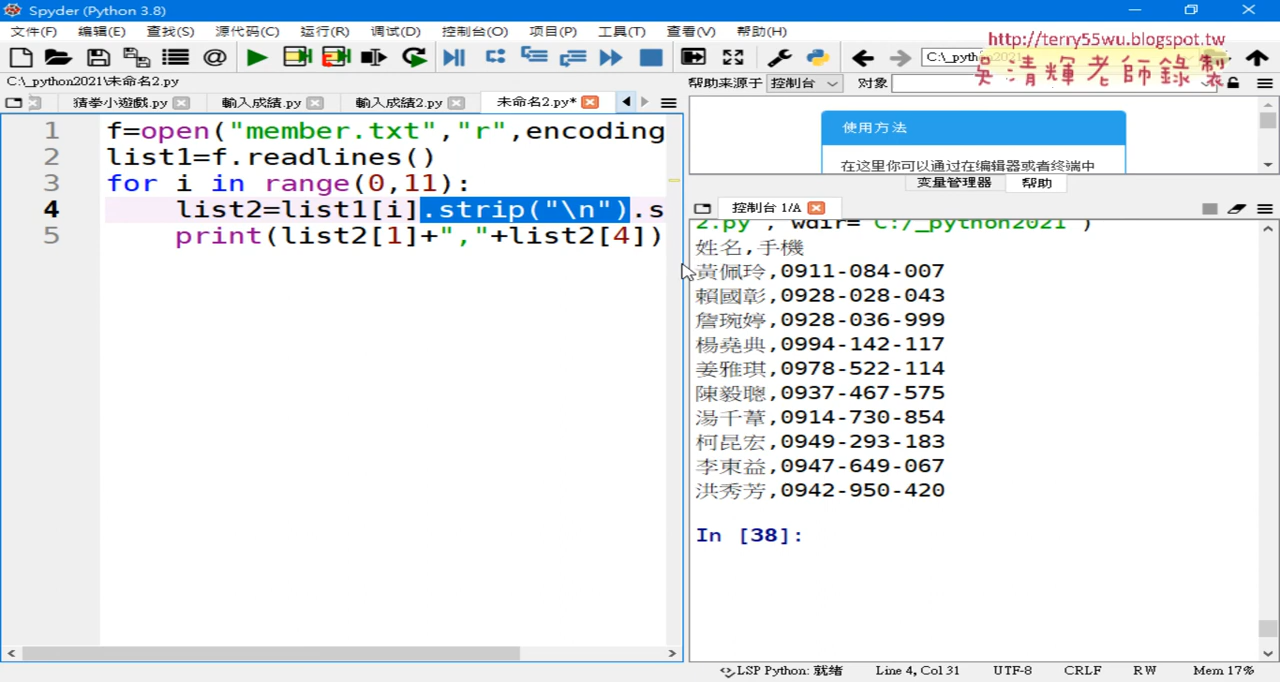 Spyder (Python 3.8)
文件(F) 编辑(E) 查找(S) 源代码(C) 运行(R) 调试(D) 控制台(O) 项目(P) 工具(T) 查看(V) 帮助(H)
http://terry55wu.blogspot.tw
吳清輝老師錄製
C:\_pyth
C:\_python2021\未命名2.py
帮助来源于 控制台 对象
猜拳小遊戲.py 輸入成績.py 輸入成績2.py 未命名2.py*
使用方法
在这里你可以通过在编辑器或者终端中
变量管理器 帮助
1 f=open("member.txt","r",encoding
2 list1=f.readlines()
3 for i in range(0,11):
4 list2=list1[i].strip("\n").s
5 print(list2[1]+","+list2[4])
控制台 1/A
2.py', wdir='C:/_python2021')
姓名,手機
黃佩玲,0911-084-007
賴國彰,0928-028-043
詹琬婷,0928-036-999
楊堯典,0994-142-117
姜雅琪,0978-522-114
陳毅聰,0937-467-575
湯千葦,0914-730-854
柯昆宏,0949-293-183
李東益,0947-649-067
洪秀芳,0942-950-420
In [38]:
LSP Python: 就绪 Line 4, Col 31 UTF-8 CRLF RW Mem 17%